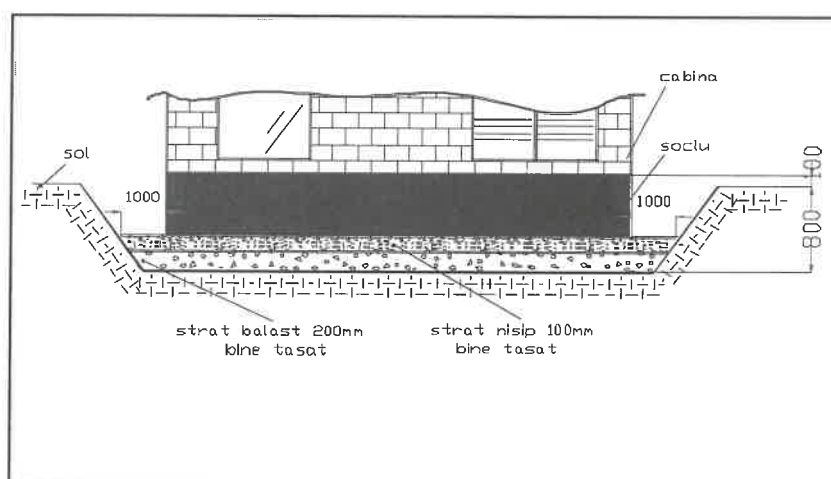 cabina
sol
soclu
100
1000
1000
800
strat balast 200mm
bine tasat
strat nisip 100mm
bine tasat